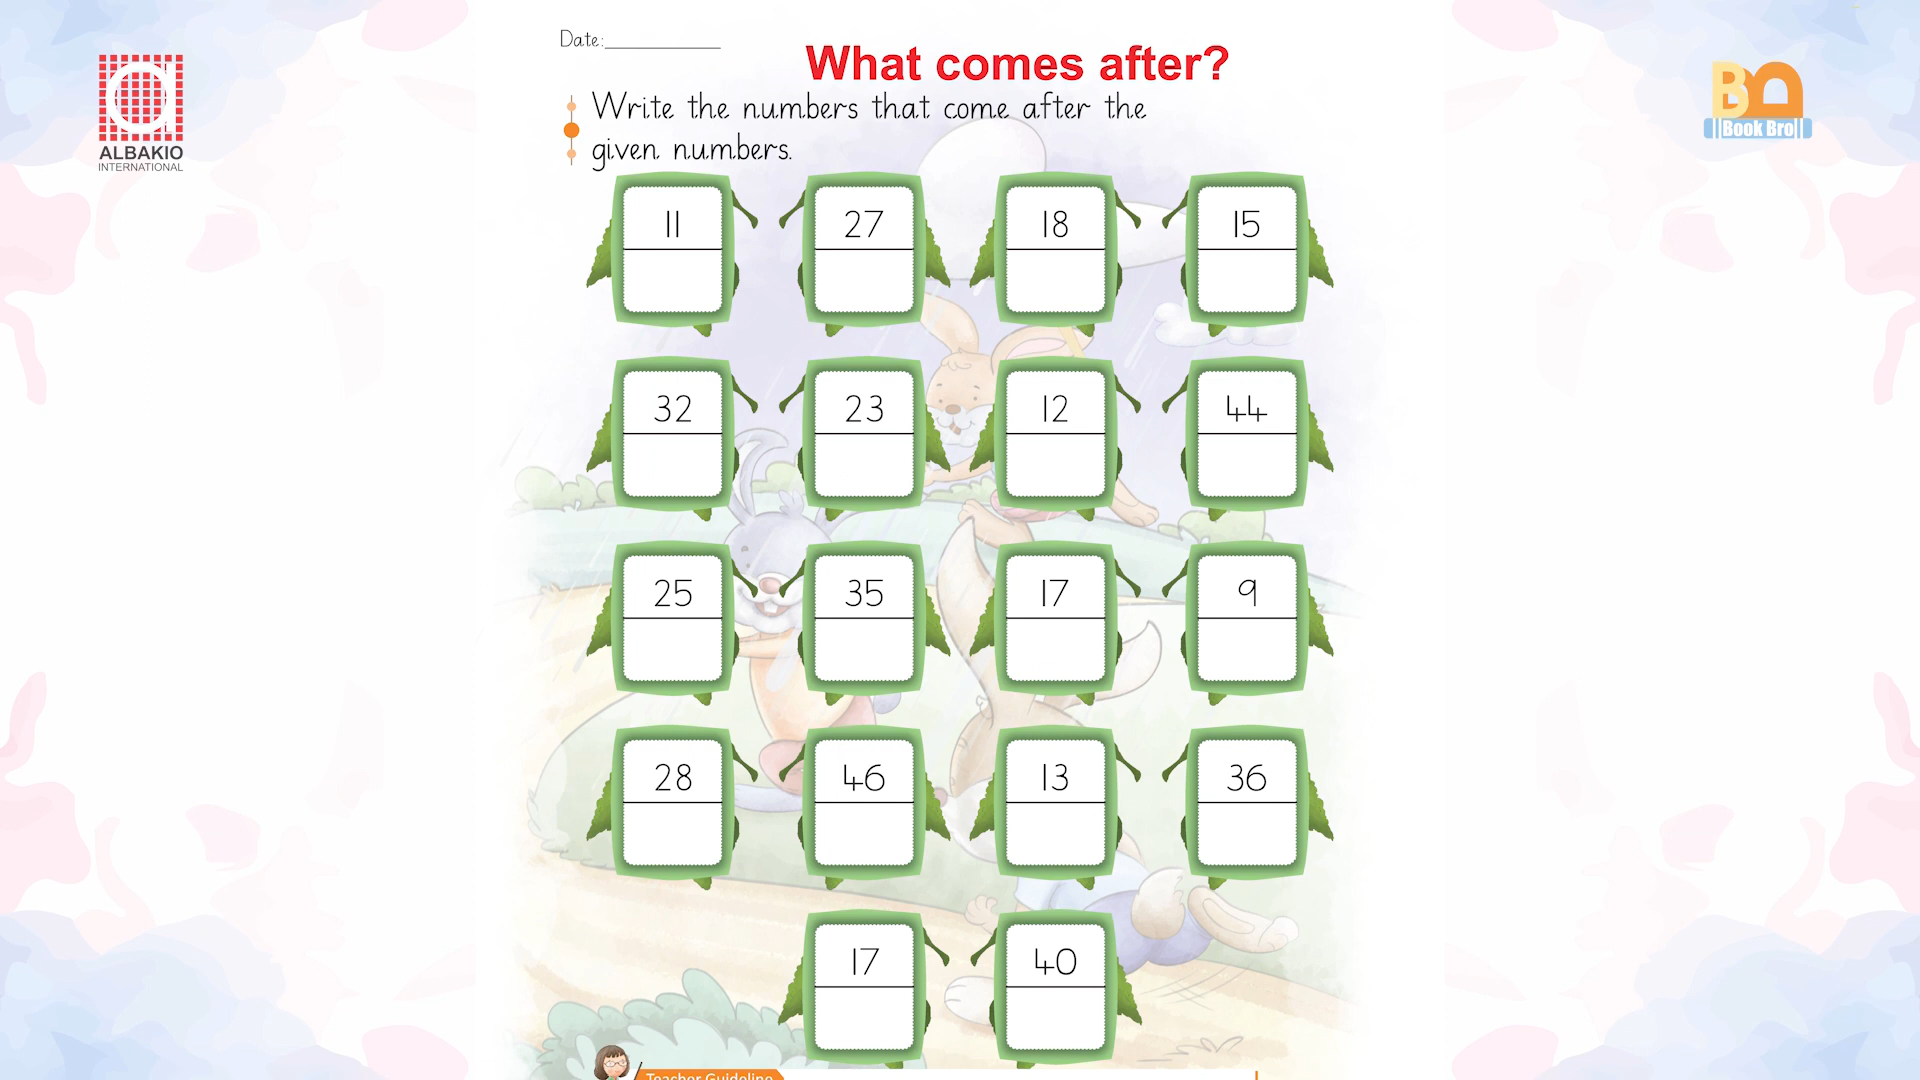 Date:
What comes after?
Write the numbers that come after the
given numbers.
ALBAKIO
INTERNATIONAL
Book Bro
11 27 18 15
32 23 12 44
25 35 17 9
28 46 13 36
17 40
Teacher Guideline